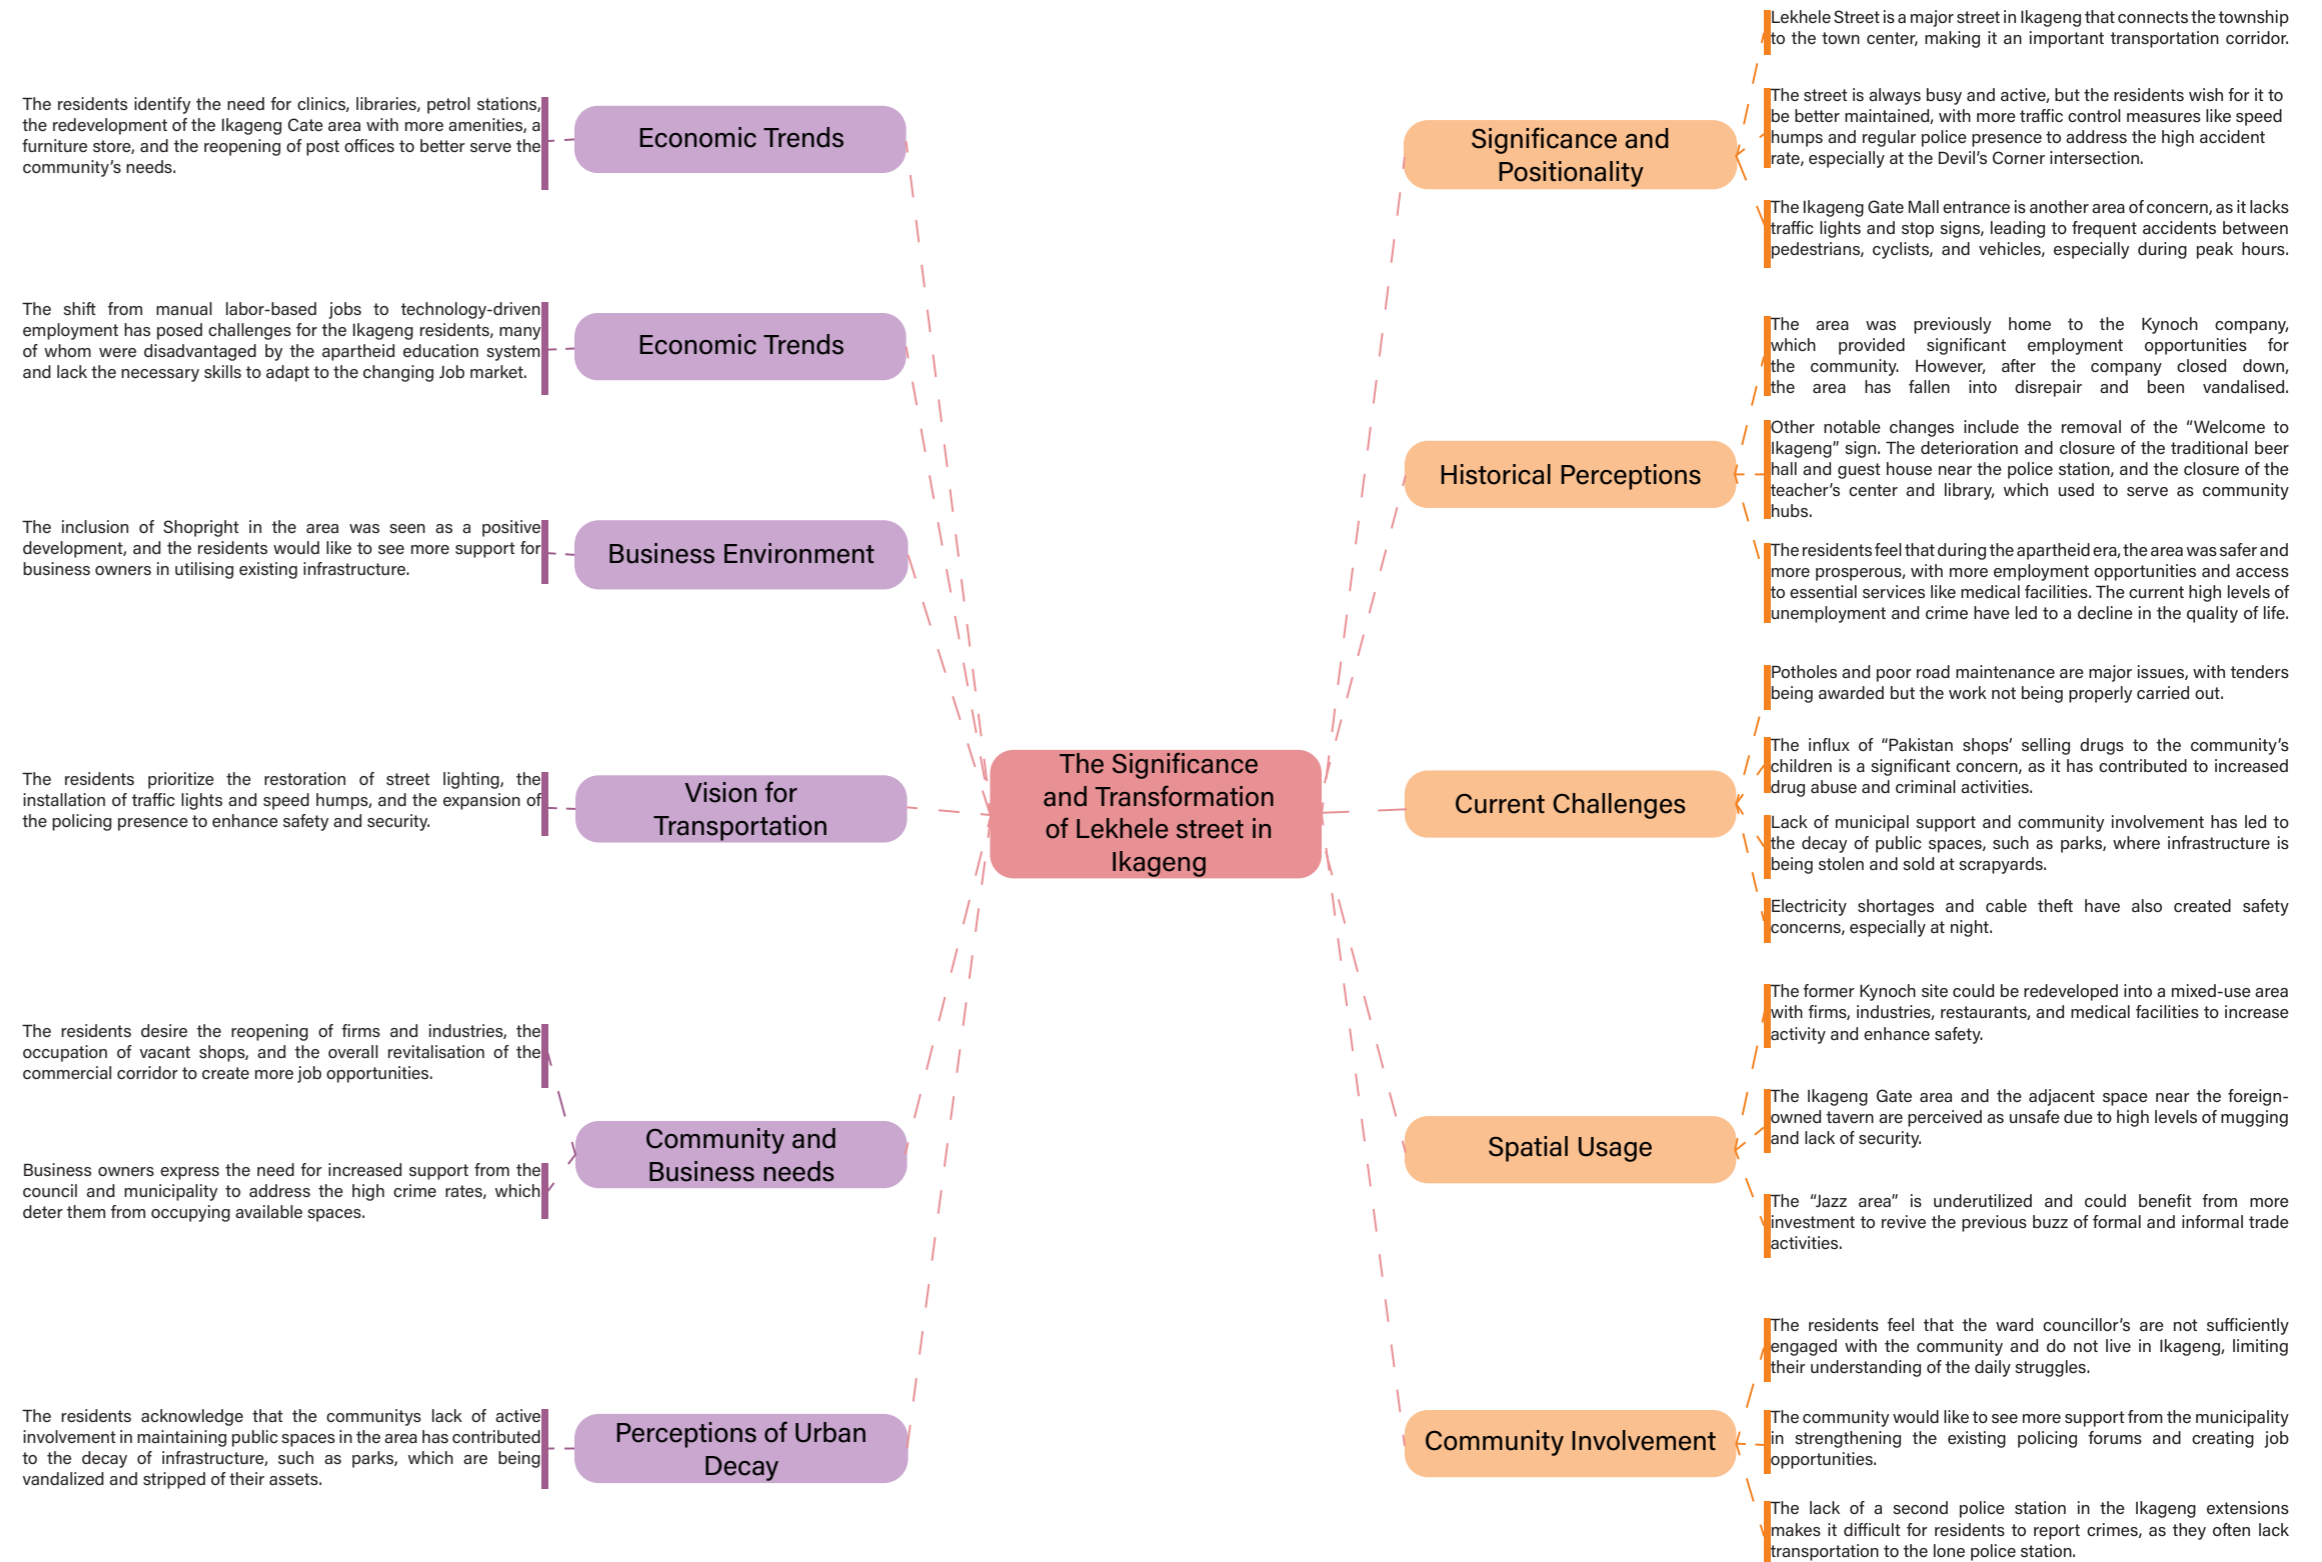 The Significance
and Transformation
of Lekhele street in
Ikageng
Economic Trends
The residents identify the need for clinics, libraries, petrol stations,
the redevelopment of the Ikageng Cate area with more amenities, a
furniture store, and the reopening of post offices to better serve the
community's needs.
Economic Trends
The shift from manual labor-based jobs to technology-driven
employment has posed challenges for the Ikageng residents, many
of whom were disadvantaged by the apartheid education system
and lack the necessary skills to adapt to the changing Job market.
Business Environment
The inclusion of Shopright in the area was seen as a positive
development, and the residents would like to see more support for
business owners in utilising existing infrastructure.
Vision for
Transportation
The residents prioritize the restoration of street lighting, the
installation of traffic lights and speed humps, and the expansion of
the policing presence to enhance safety and security.
Community and
Business needs
The residents desire the reopening of firms and industries, the
occupation of vacant shops, and the overall revitalisation of the
commercial corridor to create more job opportunities.
Business owners express the need for increased support from the
council and municipality to address the high crime rates, which
deter them from occupying available spaces.
Perceptions of Urban
Decay
The residents acknowledge that the communitys lack of active
involvement in maintaining public spaces in the area has contributed
to the decay of infrastructure, such as parks, which are being
vandalized and stripped of their assets.
Significance and
Positionality
Lekhele Street is a major street in Ikageng that connects the township
to the town center, making it an important transportation corridor.
The street is always busy and active, but the residents wish for it to
be better maintained, with more traffic control measures like speed
humps and regular police presence to address the high accident
rate, especially at the Devil's Corner intersection.
The Ikageng Gate Mall entrance is another area of concern, as it lacks
traffic lights and stop signs, leading to frequent accidents between
pedestrians, cyclists, and vehicles, especially during peak hours.
Historical Perceptions
The area was previously home to the Kynoch company,
which provided significant employment opportunities for
the community. However, after the company closed down,
the area has fallen into disrepair and been vandalised.
Other notable changes include the removal of the "Welcome to
Ikageng" sign. The deterioration and closure of the traditional beer
hall and guest house near the police station, and the closure of the
teacher's center and library, which used to serve as community
hubs.
The residents feel that during the apartheid era, the area was safer and
more prosperous, with more employment opportunities and access
to essential services like medical facilities. The current high levels of
unemployment and crime have led to a decline in the quality of life.
Current Challenges
Potholes and poor road maintenance are major issues, with tenders
being awarded but the work not being properly carried out.
The influx of "Pakistan shops' selling drugs to the community's
children is a significant concern, as it has contributed to increased
drug abuse and criminal activities.
Lack of municipal support and community involvement has led to
the decay of public spaces, such as parks, where infrastructure is
being stolen and sold at scrapyards.
Electricity shortages and cable theft have also created safety
concerns, especially at night.
Spatial Usage
The former Kynoch site could be redeveloped into a mixed-use area
with firms, industries, restaurants, and medical facilities to increase
activity and enhance safety.
The Ikageng Gate area and the adjacent space near the foreign-
owned tavern are perceived as unsafe due to high levels of mugging
and lack of security.
The "Jazz area" is underutilized and could benefit from more
investment to revive the previous buzz of formal and informal trade
activities.
Community Involvement
The residents feel that the ward councillor's are not sufficiently
engaged with the community and do not live in Ikageng, limiting
their understanding of the daily struggles.
The community would like to see more support from the municipality
in strengthening the existing policing forums and creating job
opportunities.
The lack of a second police station in the Ikageng extensions
makes it difficult for residents to report crimes, as they often lack
transportation to the lone police station.